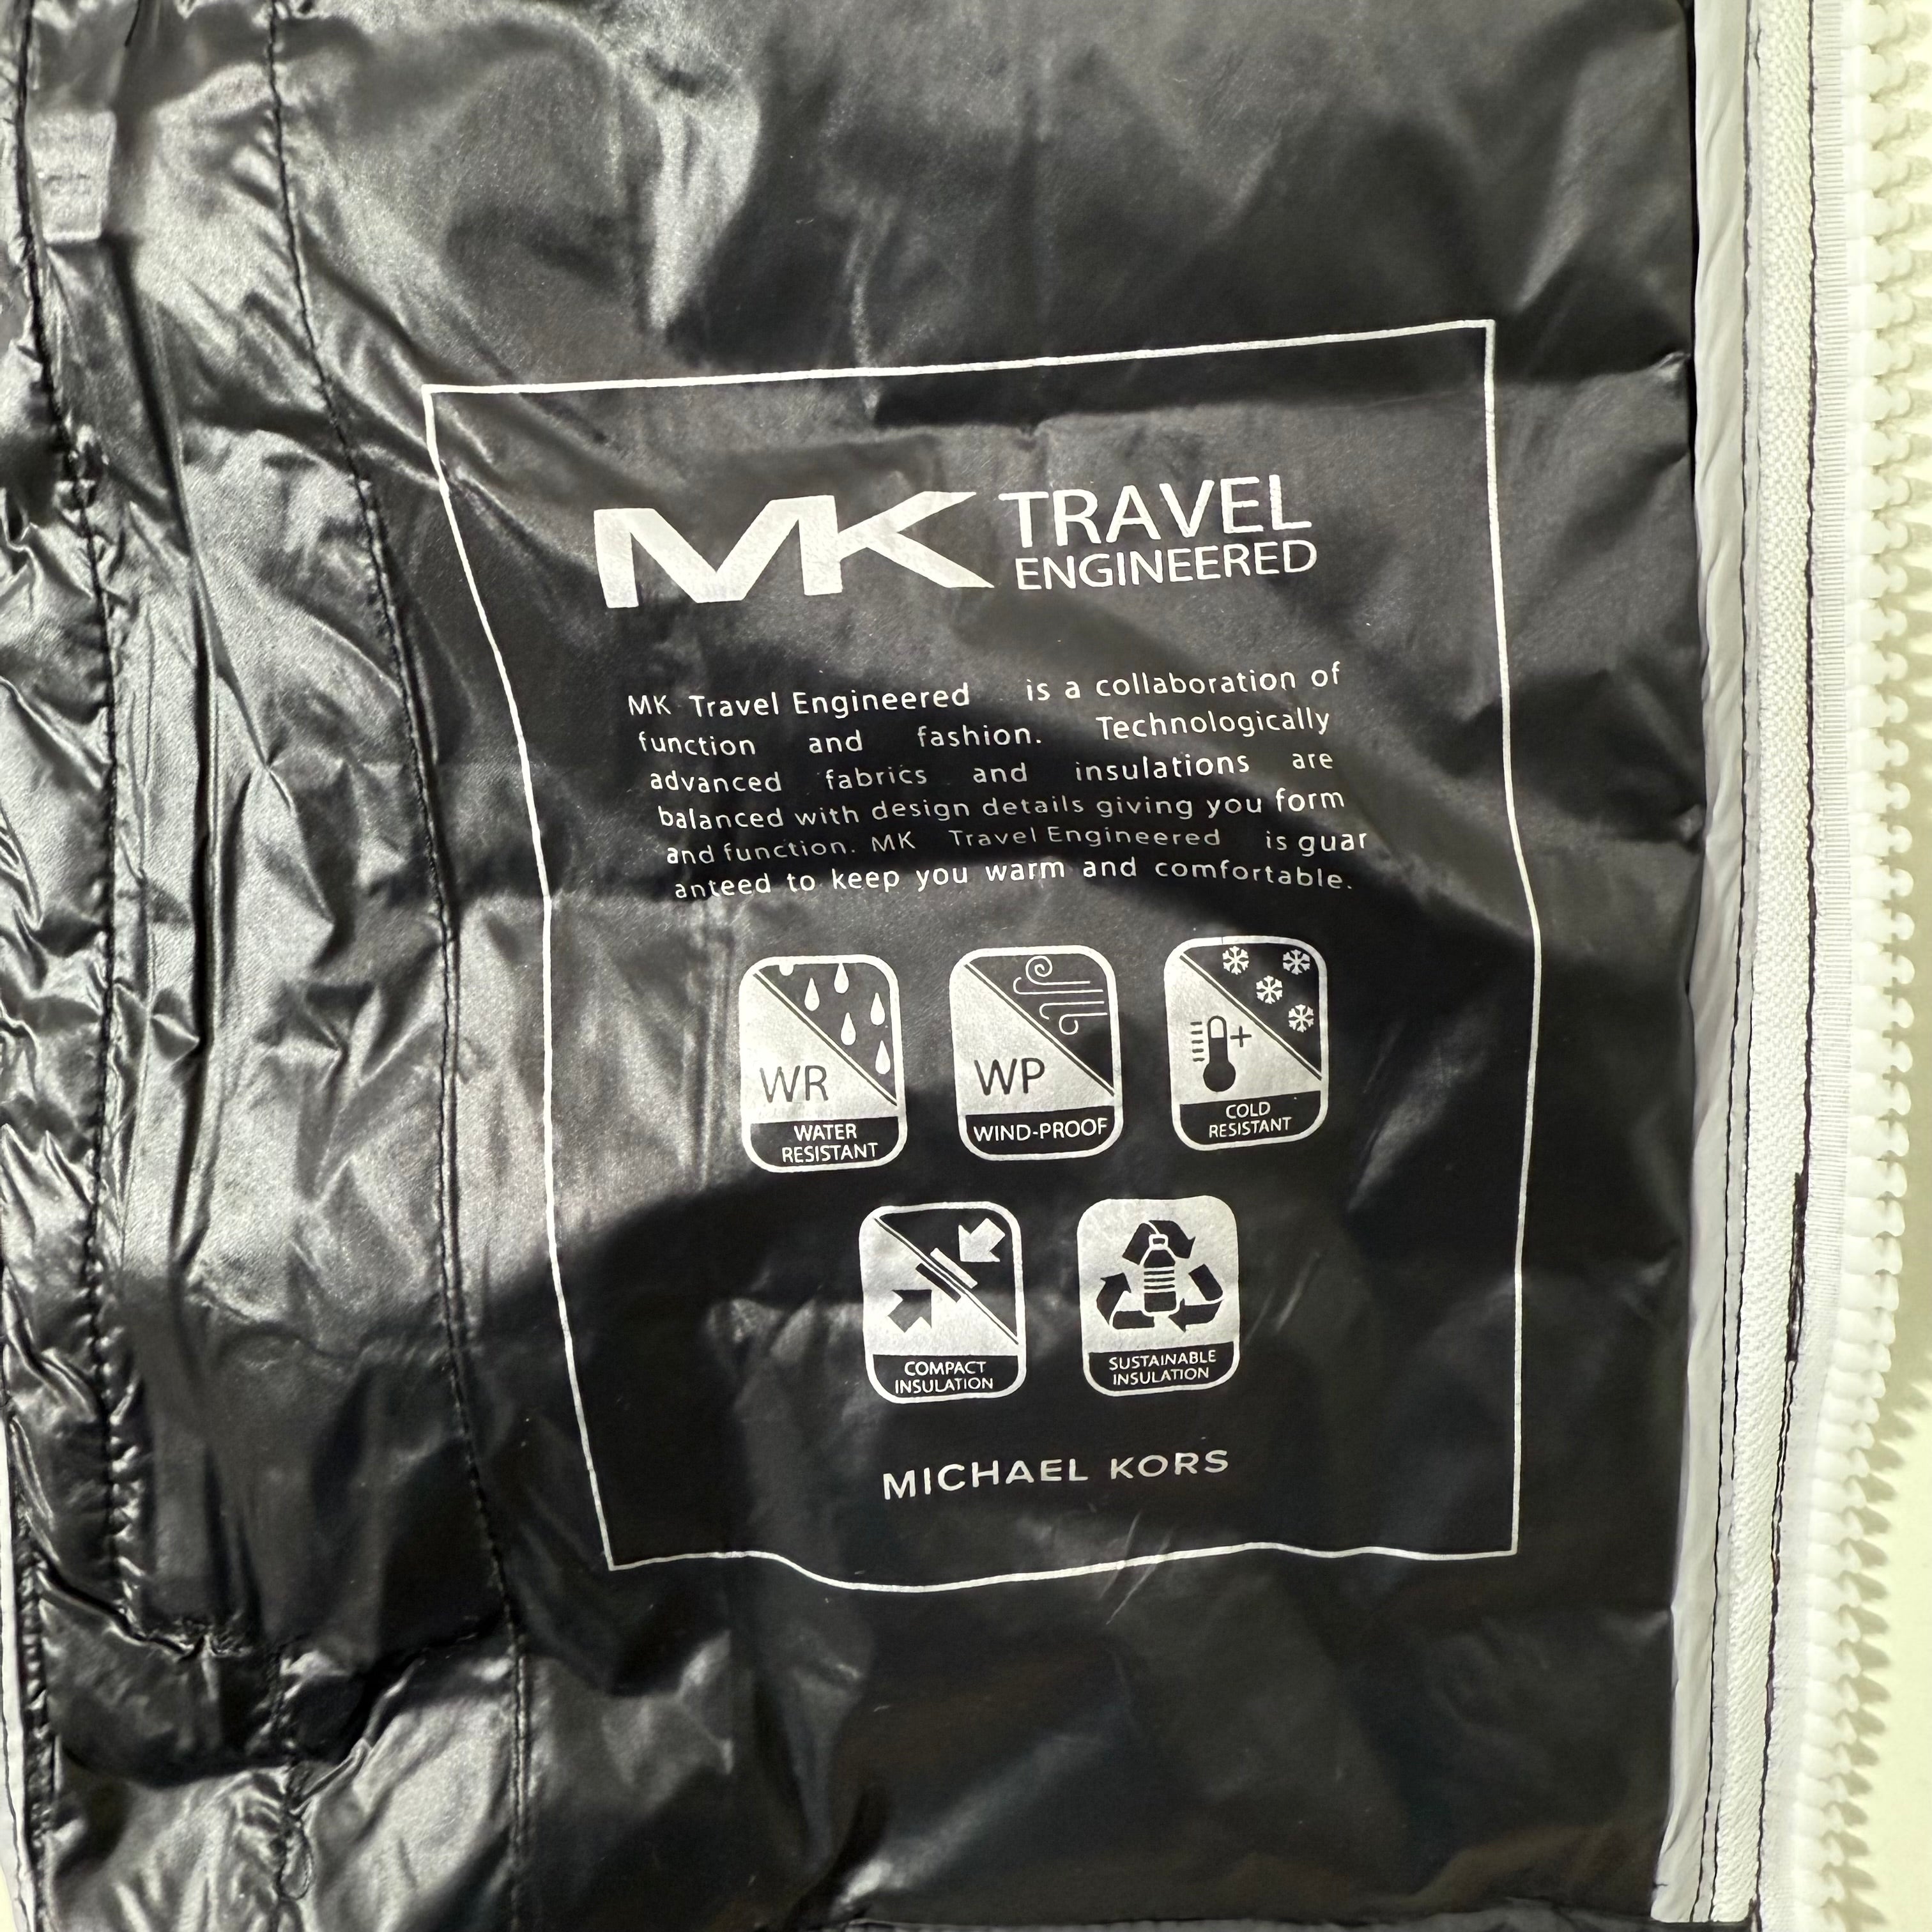 MK TRAVEL
ENGINEERED
MK Travel Engineered is a collaboration of
function and fashion. Technologically
advanced fabrics and insulations are
balanced with design details giving you form
and function. MK Travel Engineered is guar
anteed to keep you warm and comfortable.
WR
WATER
RESISTANT
WP
WIND-PROOF
COLD
RESISTANT
COMPACT
INSULATION
SUSTAINABLE
INSULATION
MICHAEL KORS